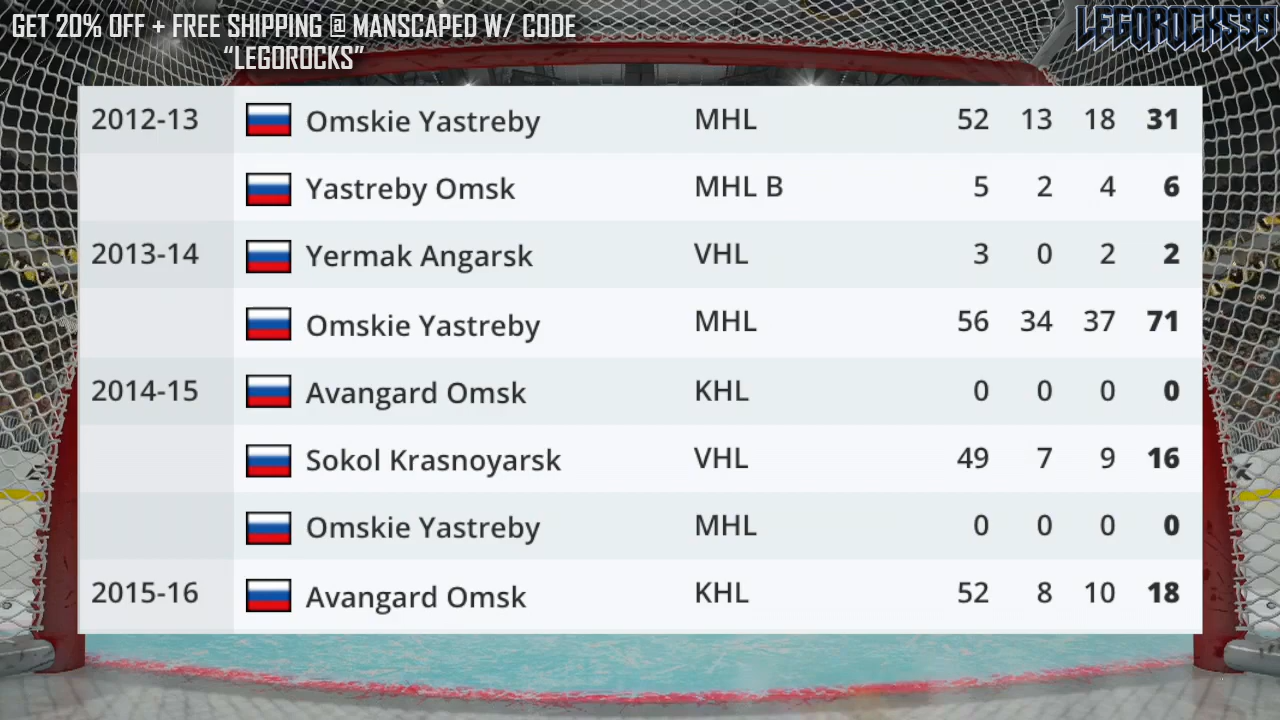 GET 20% OFF + FREE SHIPPING @ MANSCAPED W/ CODE
"LEGOROCKS"
LEGOROCKS99
2012-13 Omskie Yastreby MHL 52 13 18 31
Yastreby Omsk MHL B 5 2 4 6
2013-14 Yermak Angarsk VHL 3 0 2 2
Omskie Yastreby MHL 56 34 37 71
2014-15 Avangard Omsk KHL 0 0 0 0
Sokol Krasnoyarsk VHL 49 7 9 16
Omskie Yastreby MHL 0 0 0 0
2015-16 Avangard Omsk KHL 52 8 10 18